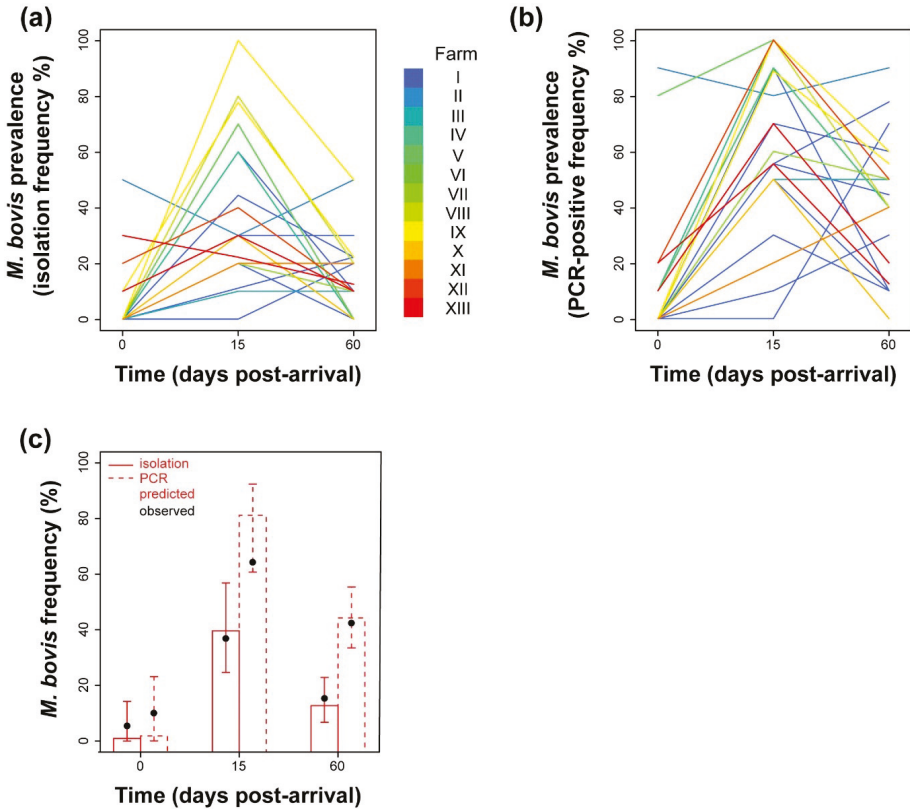 (a)
M. bovis prevalence
(isolation frequency %)
100
80
60
40
20
0
0
15
60
Time (days post-arrival)
Farm
I
II
III
IV
V
VI
VII
VIII
IX
X
XI
XII
XIII
(b)
M. bovis prevalence
(PCR-positive frequency %)
100
80
60
40
20
0
0
15
60
Time (days post-arrival)
(c)
M. bovis frequency (%)
100
80
60
40
20
0
isolation
PCR
predicted
observed
0
15
60
Time (days post-arrival)